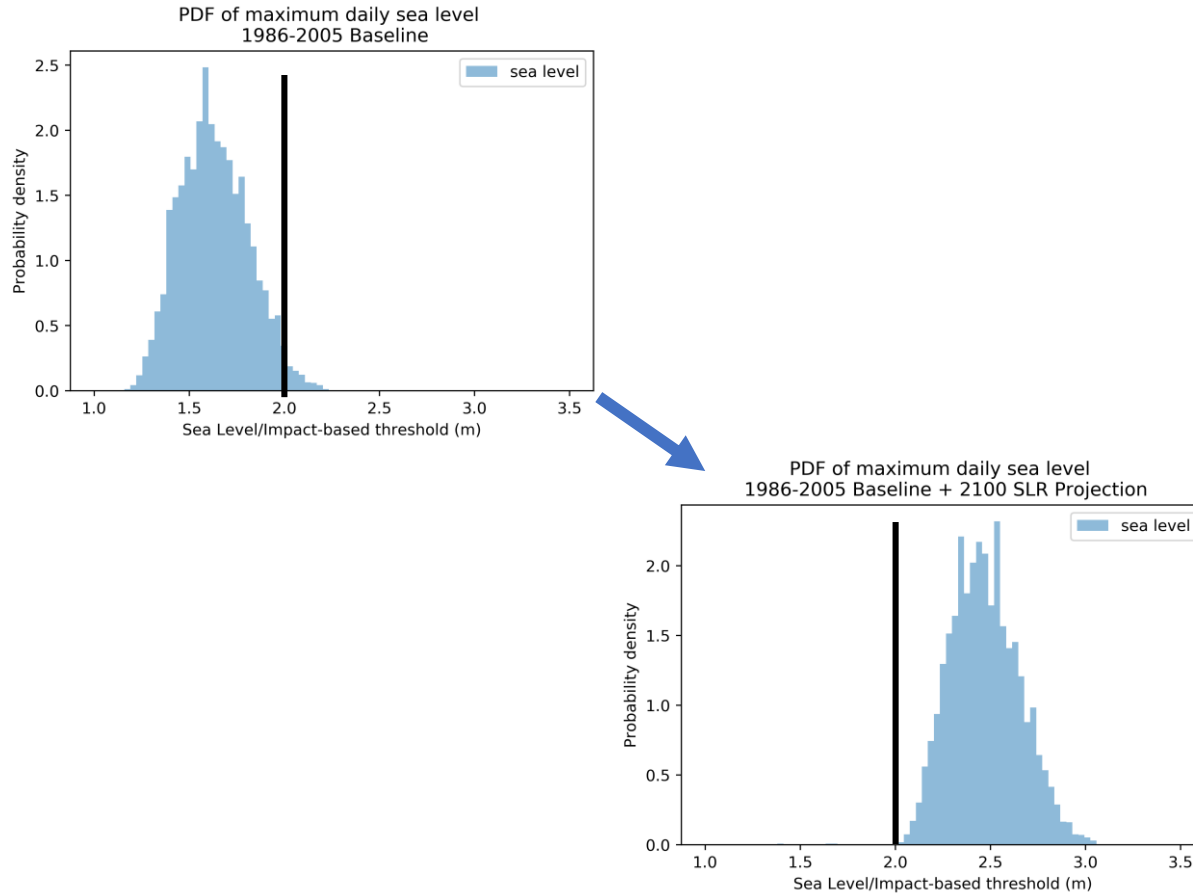 PDF of maximum daily sea level
1986-2005 Baseline
sea level
2.5
2.0
1.5
1.0
0.5
0.0
Probability density
1.0 1.5 2.0 2.5 3.0 3.5
Sea Level/Impact-based threshold (m)
PDF of maximum daily sea level
1986-2005 Baseline + 2100 SLR Projection
sea level
2.0
1.5
1.0
0.5
0.0
Probability density
1.0 1.5 2.0 2.5 3.0 3.5
Sea Level/Impact-based threshold (m)